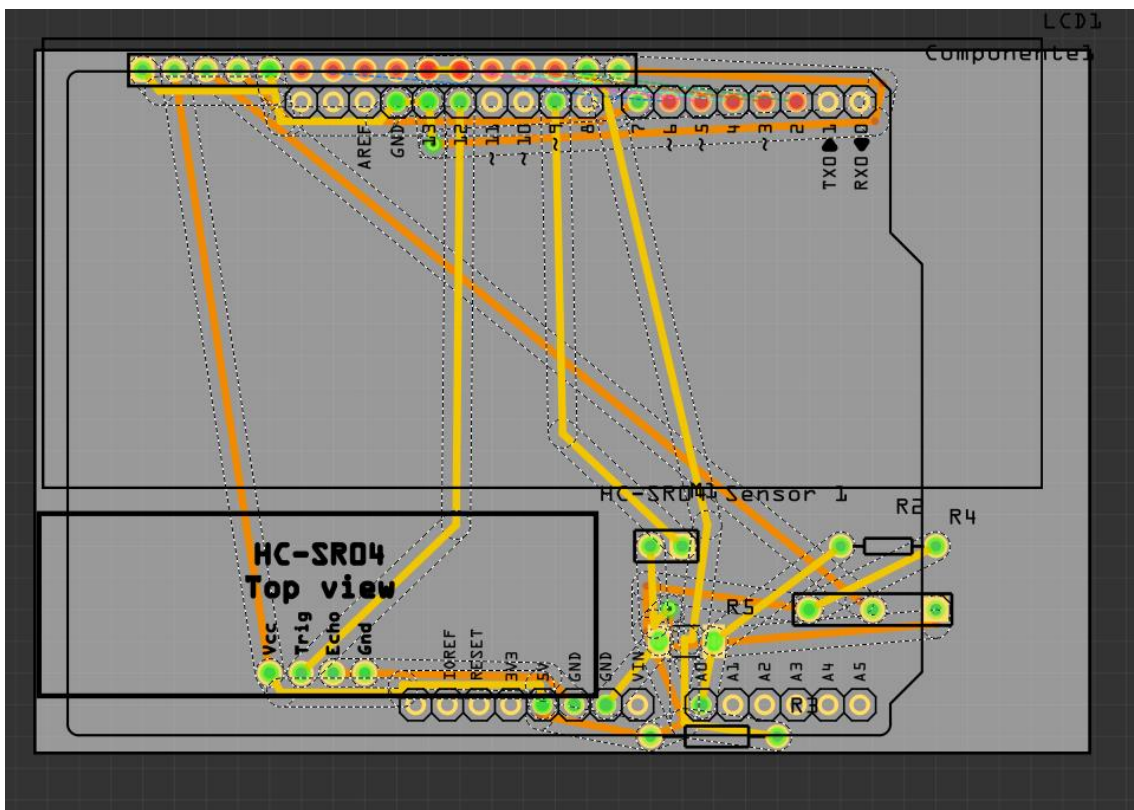 LCD1
Componente1
AREF
GND
13
12
~11
~10
~9
8
7
~6
~5
4
~3
2
TX0 1
RX0 0
HC-SR04 Sensor 1
R2
R4
HC-SR04
Top view
R5
Vcc
Trig
Echo
Gnd
IOREF
RESET
3V3
5V
GND
GND
VIN
A0
A1
A2
A3
A4
A5
R3